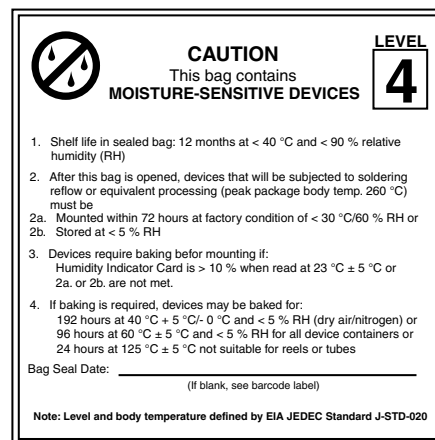 LEVEL
4
CAUTION
This bag contains
MOISTURE-SENSITIVE DEVICES
1. Shelf life in sealed bag: 12 months at < 40 °C and < 90 % relative
humidity (RH)
2. After this bag is opened, devices that will be subjected to soldering
reflow or equivalent processing (peak package body temp. 260 °C)
must be
2a. Mounted within 72 hours at factory condition of < 30 °C/60 % RH or
2b. Stored at < 5 % RH
3. Devices require baking befor mounting if:
Humidity Indicator Card is > 10 % when read at 23 °C ± 5 °C or
2a. or 2b. are not met.
4. If baking is required, devices may be baked for:
192 hours at 40 °C + 5 °C/- 0 °C and < 5 % RH (dry air/nitrogen) or
96 hours at 60 °C ± 5 °C and < 5 % RH for all device containers or
24 hours at 125 °C ± 5 °C not suitable for reels or tubes
Bag Seal Date:
(If blank, see barcode label)
Note: Level and body temperature defined by EIA JEDEC Standard J-STD-020